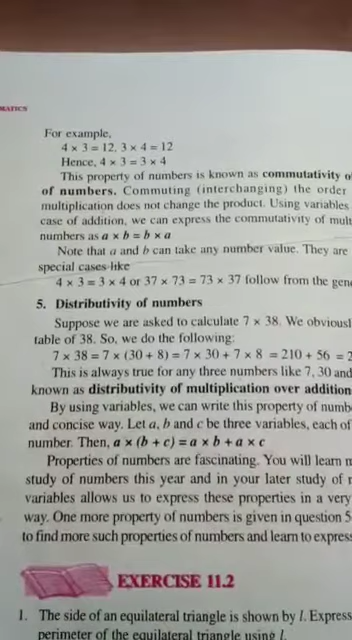 For example,
4 × 3 = 12, 3 × 4 = 12
Hence, 4 × 3 = 3 × 4
This property of numbers is known as commutativity
of numbers. Commuting (interchanging) the order
multiplication does not change the product. Using variables
case of addition, we can express the commutativity of
numbers as a × b = b × a
Note that a and b can take any number value. They are
special cases like
4 × 3 = 3 × 4 or 37 × 73 = 73 × 37 follow from the
5. Distributivity of numbers
Suppose we are asked to calculate 7 × 38. We
table of 38. So, we do the following:
7 × 38 = 7 × (30 + 8) = 7 × 30 + 7 × 8 = 210 + 56 =
This is always true for any three numbers like 7, 30 and
known as distributivity of multiplication over addition
By using variables, we can write this property of
and concise way. Let a, b and c be three variables, each of
number. Then, a × (b + c) = a × b + a × c
Properties of numbers are fascinating. You will learn
study of numbers this year and in your later study of
variables allows us to express these properties in a very
way. One more property of numbers is given in question 5
to find more such properties of numbers and learn to express
EXERCISE 11.2
1. The side of an equilateral triangle is shown by l. Express
perimeter of the equilateral triangle using l.